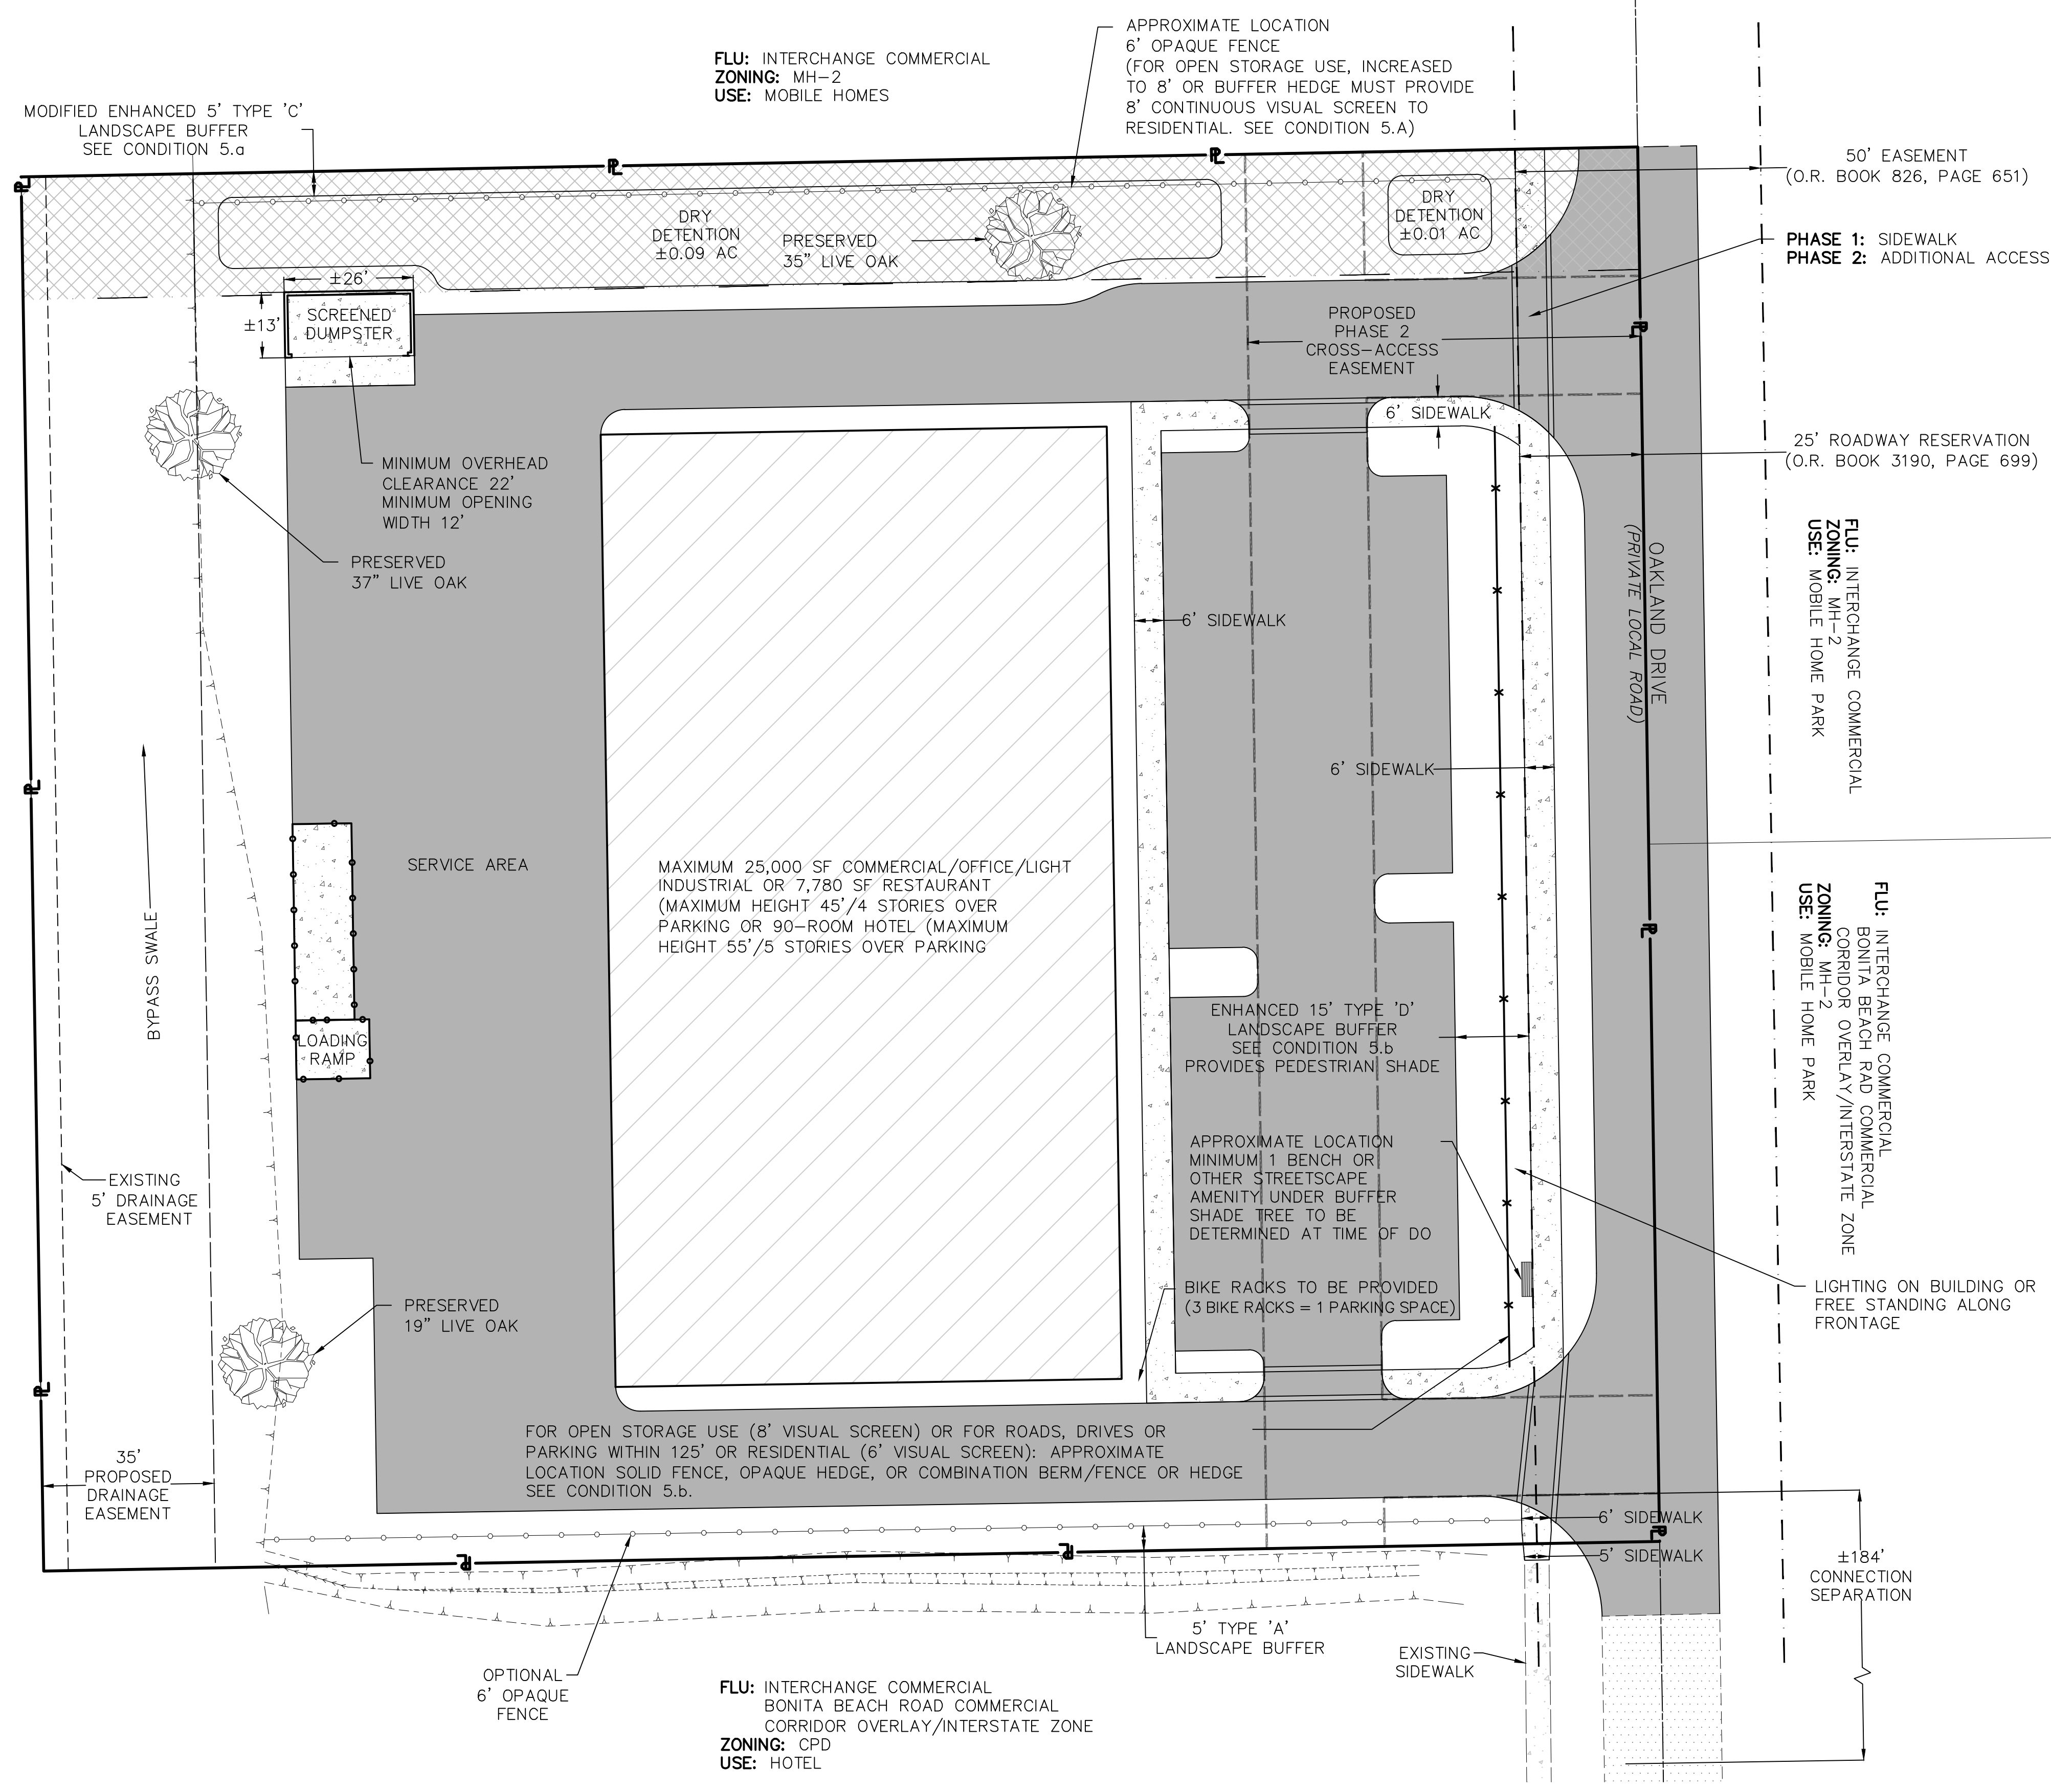 FLU: INTERCHANGE COMMERCIAL
ZONING: MH-2
USE: MOBILE HOMES
APPROXIMATE LOCATION
6' OPAQUE FENCE
(FOR OPEN STORAGE USE, INCREASED
TO 8' OR BUFFER HEDGE MUST PROVIDE
8' CONTINUOUS VISUAL SCREEN TO
RESIDENTIAL. SEE CONDITION 5.A)
MODIFIED ENHANCED 5' TYPE 'C'
LANDSCAPE BUFFER
SEE CONDITION 5.a
PL
PL
PL
50' EASEMENT
(O.R. BOOK 826, PAGE 651)
DRY
DETENTION
±0.09 AC
PRESERVED
35" LIVE OAK
DRY
DETENTION
±0.01 AC
PHASE 1: SIDEWALK
PHASE 2: ADDITIONAL ACCESS
±26'
±13'
SCREENED
DUMPSTER
PROPOSED
PHASE 2
CROSS-ACCESS
EASEMENT
PL
6' SIDEWALK
25' ROADWAY RESERVATION
(O.R. BOOK 3190, PAGE 699)
MINIMUM OVERHEAD
CLEARANCE 22'
MINIMUM OPENING
WIDTH 12'
PRESERVED
37" LIVE OAK
OAKLAND DRIVE
(PRIVATE LOCAL ROAD)
FLU: INTERCHANGE COMMERCIAL
ZONING: MH-2
USE: MOBILE HOME PARK
6' SIDEWALK
6' SIDEWALK
PL
SERVICE AREA
MAXIMUM 25,000 SF COMMERCIAL/OFFICE/LIGHT
INDUSTRIAL OR 7,780 SF RESTAURANT
(MAXIMUM HEIGHT 45'/4 STORIES OVER
PARKING OR 90-ROOM HOTEL (MAXIMUM
HEIGHT 55'/5 STORIES OVER PARKING
PL
FLU: INTERCHANGE COMMERCIAL
BONITA BEACH RAD COMMERCIAL
CORRIDOR OVERLAY/INTERSTATE ZONE
ZONING: MH-2
USE: MOBILE HOME PARK
BYPASS SWALE
LOADING
RAMP
ENHANCED 15' TYPE 'D'
LANDSCAPE BUFFER
SEE CONDITION 5.b
PROVIDES PEDESTRIAN SHADE
APPROXIMATE LOCATION
MINIMUM 1 BENCH OR
OTHER STREETSCAPE
AMENITY UNDER BUFFER
SHADE TREE TO BE
DETERMINED AT TIME OF DO
EXISTING
5' DRAINAGE
EASEMENT
BIKE RACKS TO BE PROVIDED
(3 BIKE RACKS = 1 PARKING SPACE)
LIGHTING ON BUILDING OR
FREE STANDING ALONG
FRONTAGE
PRESERVED
19" LIVE OAK
PL
FOR OPEN STORAGE USE (8' VISUAL SCREEN) OR FOR ROADS, DRIVES OR
PARKING WITHIN 125' OR RESIDENTIAL (6' VISUAL SCREEN): APPROXIMATE
LOCATION SOLID FENCE, OPAQUE HEDGE, OR COMBINATION BERM/FENCE OR HEDGE
SEE CONDITION 5.b.
35'
PROPOSED
DRAINAGE
EASEMENT
6' SIDEWALK
PL
5' SIDEWALK
PL
PL
±184'
CONNECTION
SEPARATION
5' TYPE 'A'
LANDSCAPE BUFFER
EXISTING
SIDEWALK
OPTIONAL
6' OPAQUE
FENCE
FLU: INTERCHANGE COMMERCIAL
BONITA BEACH ROAD COMMERCIAL
CORRIDOR OVERLAY/INTERSTATE ZONE
ZONING: CPD
USE: HOTEL